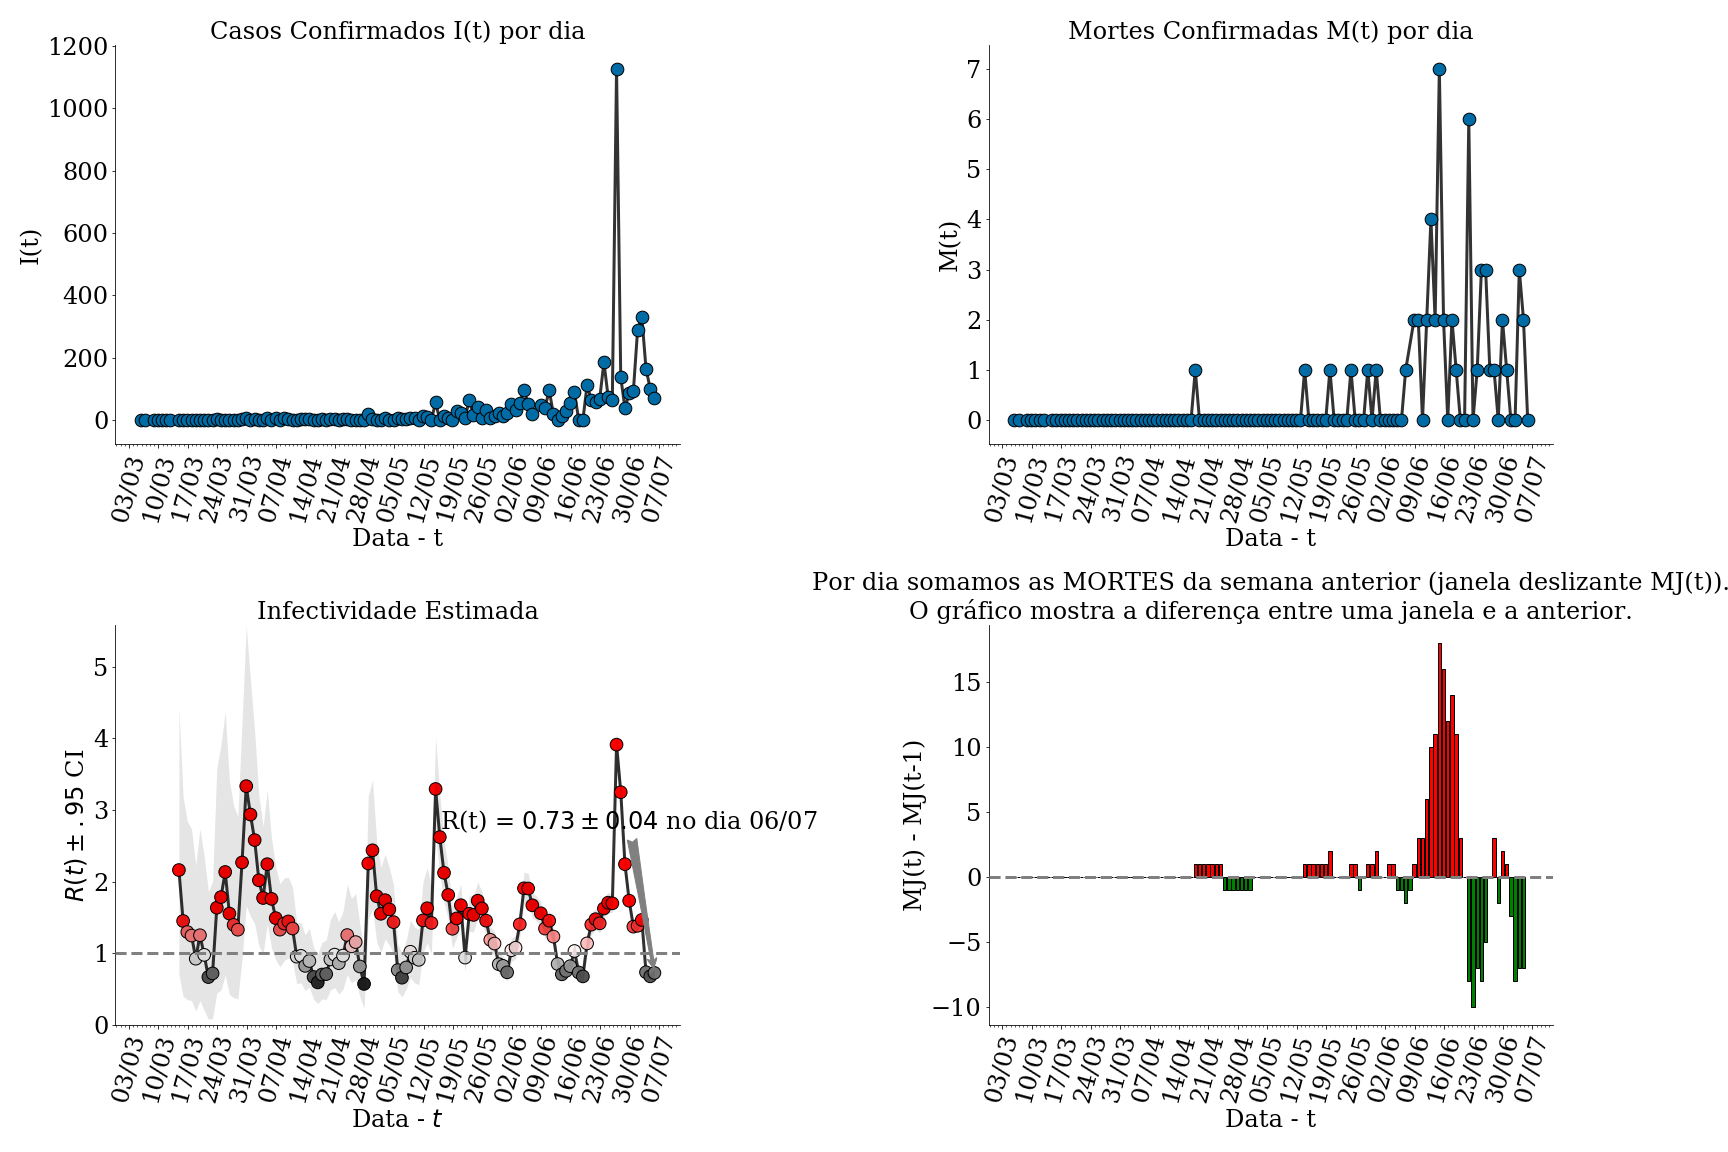 Casos Confirmados I(t) por dia
I(t)
1200
1000
800
600
400
200
0
03/03 10/03 17/03 24/03 31/03 07/04 14/04 21/04 28/04 05/05 12/05 19/05 26/05 02/06 09/06 16/06 23/06 30/06 07/07
Data - t
Mortes Confirmadas M(t) por dia
M(t)
7
6
5
4
3
2
1
0
03/03 10/03 17/03 24/03 31/03 07/04 14/04 21/04 28/04 05/05 12/05 19/05 26/05 02/06 09/06 16/06 23/06 30/06 07/07
Data - t
Infectividade Estimada
R(t) ± .95 CI
5
4
3
2
1
0
R(t) = 0.73 ± 0.04 no dia 06/07
03/03 10/03 17/03 24/03 31/03 07/04 14/04 21/04 28/04 05/05 12/05 19/05 26/05 02/06 09/06 16/06 23/06 30/06 07/07
Data - t
Por dia somamos as MORTES da semana anterior (janela deslizante MJ(t)).
O gráfico mostra a diferença entre uma janela e a anterior.
MJ(t) - MJ(t-1)
15
10
5
0
−5
−10
03/03 10/03 17/03 24/03 31/03 07/04 14/04 21/04 28/04 05/05 12/05 19/05 26/05 02/06 09/06 16/06 23/06 30/06 07/07
Data - t